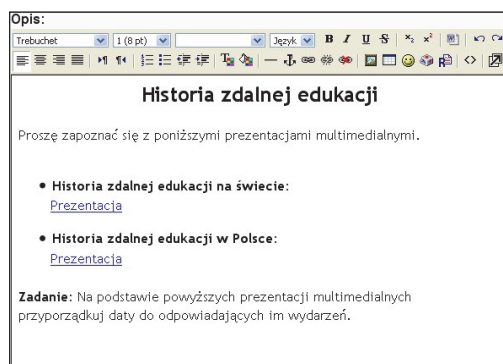 Opis:
Trebuchet 1 (8 pt) Język B I U S
Historia zdalnej edukacji
Proszę zapoznać się z poniższymi prezentacjami multimedialnymi.
• Historia zdalnej edukacji na świecie:
Prezentacja
• Historia zdalnej edukacji w Polsce:
Prezentacja
Zadanie: Na podstawie powyższych prezentacji multimedialnych
przyporządkuj daty do odpowiadających im wydarzeń.